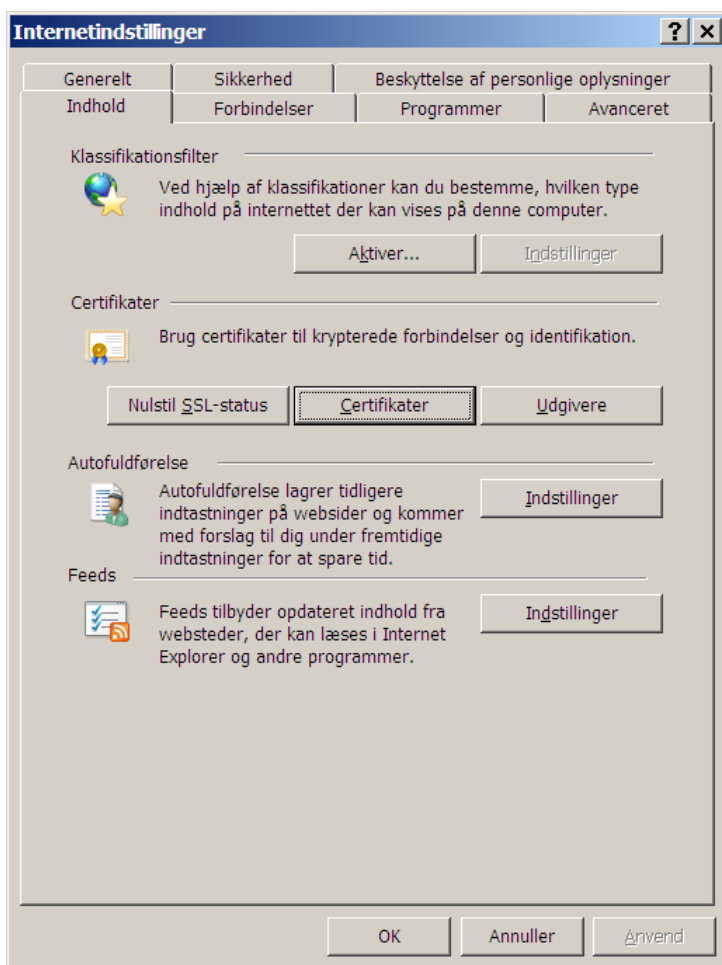 Internetindstillinger
Generelt Sikkerhed Beskyttelse af personlige oplysninger
Indhold Forbindelser Programmer Avanceret
Klassifikationsfilter
Ved hjælp af klassifikationer kan du bestemme, hvilken type
indhold på internettet der kan vises på denne computer.
Aktiver... Indstillinger
Certifikater
Brug certifikater til krypterede forbindelser og identifikation.
Nulstil SSL-status Certifikater Udgivere
Autofuldførelse
Autofuldførelse lagrer tidligere
indtastninger på websider og kommer
med forslag til dig under fremtidige
indtastninger for at spare tid.
Indstillinger
Feeds
Feeds tilbyder opdateret indhold fra
websteder, der kan læses i Internet
Explorer og andre programmer.
Indstillinger
OK Annuller Anvend